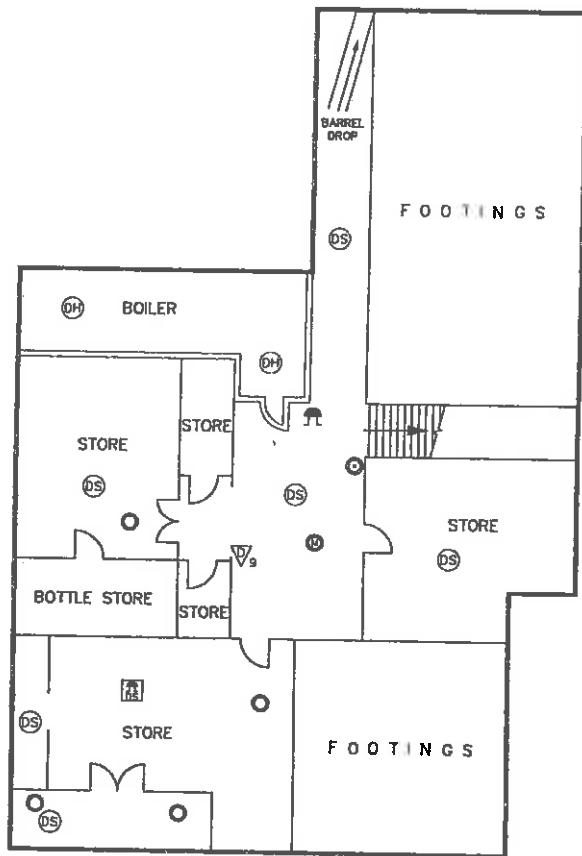 BARREL
DROP
FOOTINGS
DS
DH
BOILER
DH
STORE
STORE
DS
DS
STORE
DS
M
D
9
BOTTLE STORE
STORE
DS
STORE
DS
FOOTINGS
DS